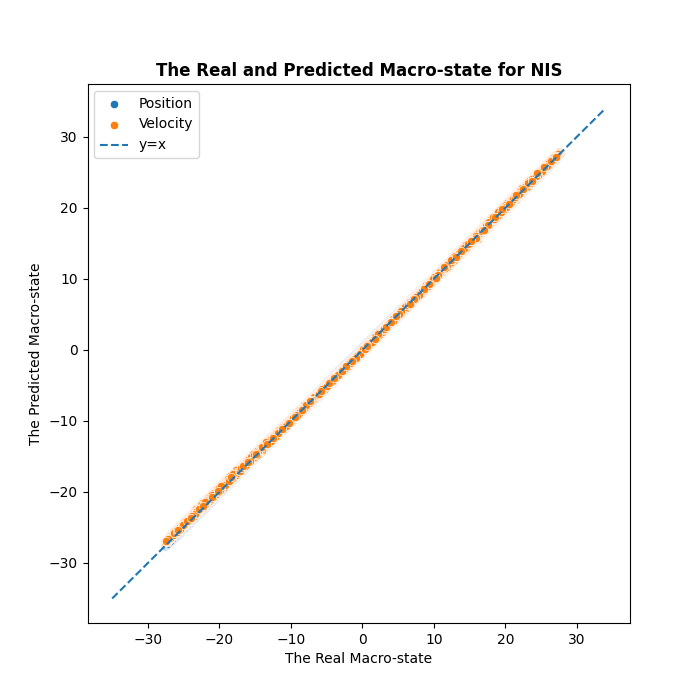 The Real and Predicted Macro-state for NIS
Position
Velocity
y=x
The Predicted Macro-state
30
20
10
0
−10
−20
−30
−30
−20
−10
0
10
20
30
The Real Macro-state